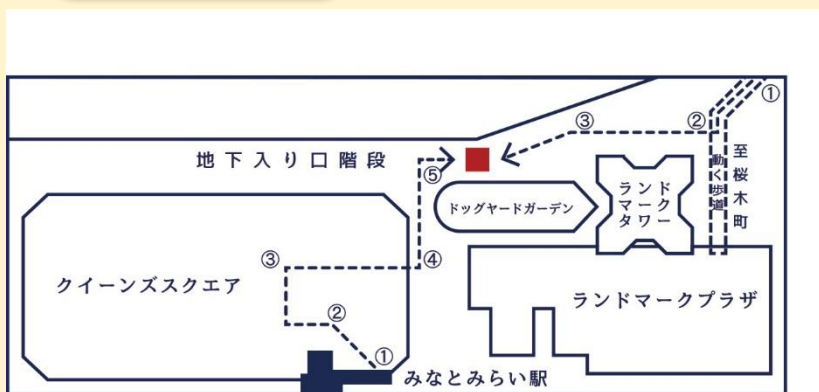 ①
②
③
至桜木町
動く歩道
地下入り口階段
⑤
ランド
マーク
タワー
ドッグヤードガーデン
③
④
クイーンズスクエア
ランドマークプラザ
②
①
みなとみらい駅